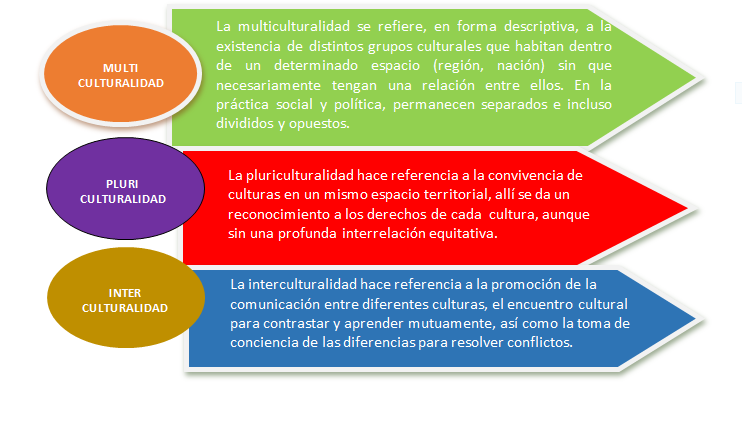 MULTI
CULTURALIDAD
La multiculturalidad se refiere, en forma descriptiva, a la
existencia de distintos grupos culturales que habitan dentro
de un determinado espacio (región, nación) sin que
necesariamente tengan una relación entre ellos. En la
práctica social y política, permanecen separados e incluso
divididos y opuestos.
PLURI
CULTURALIDAD
La pluriculturalidad hace referencia a la convivencia de
culturas en un mismo espacio territorial, allí se da un
reconocimiento a los derechos de cada cultura, aunque
sin una profunda interrelación equitativa.
INTER
CULTURALIDAD
La interculturalidad hace referencia a la promoción de la
comunicación entre diferentes culturas, el encuentro cultural
para contrastar y aprender mutuamente, así como la toma de
conciencia de las diferencias para resolver conflictos.